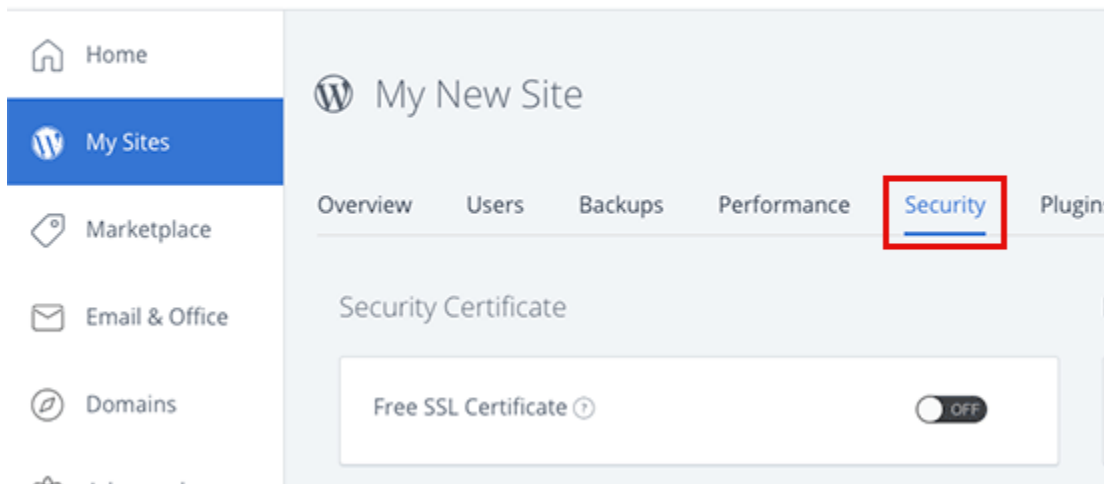 Home
My New Site
My Sites
Overview Users Backups Performance Security Plugins
Marketplace
Security Certificate
Email & Office
Domains
Free SSL Certificate ?
OFF